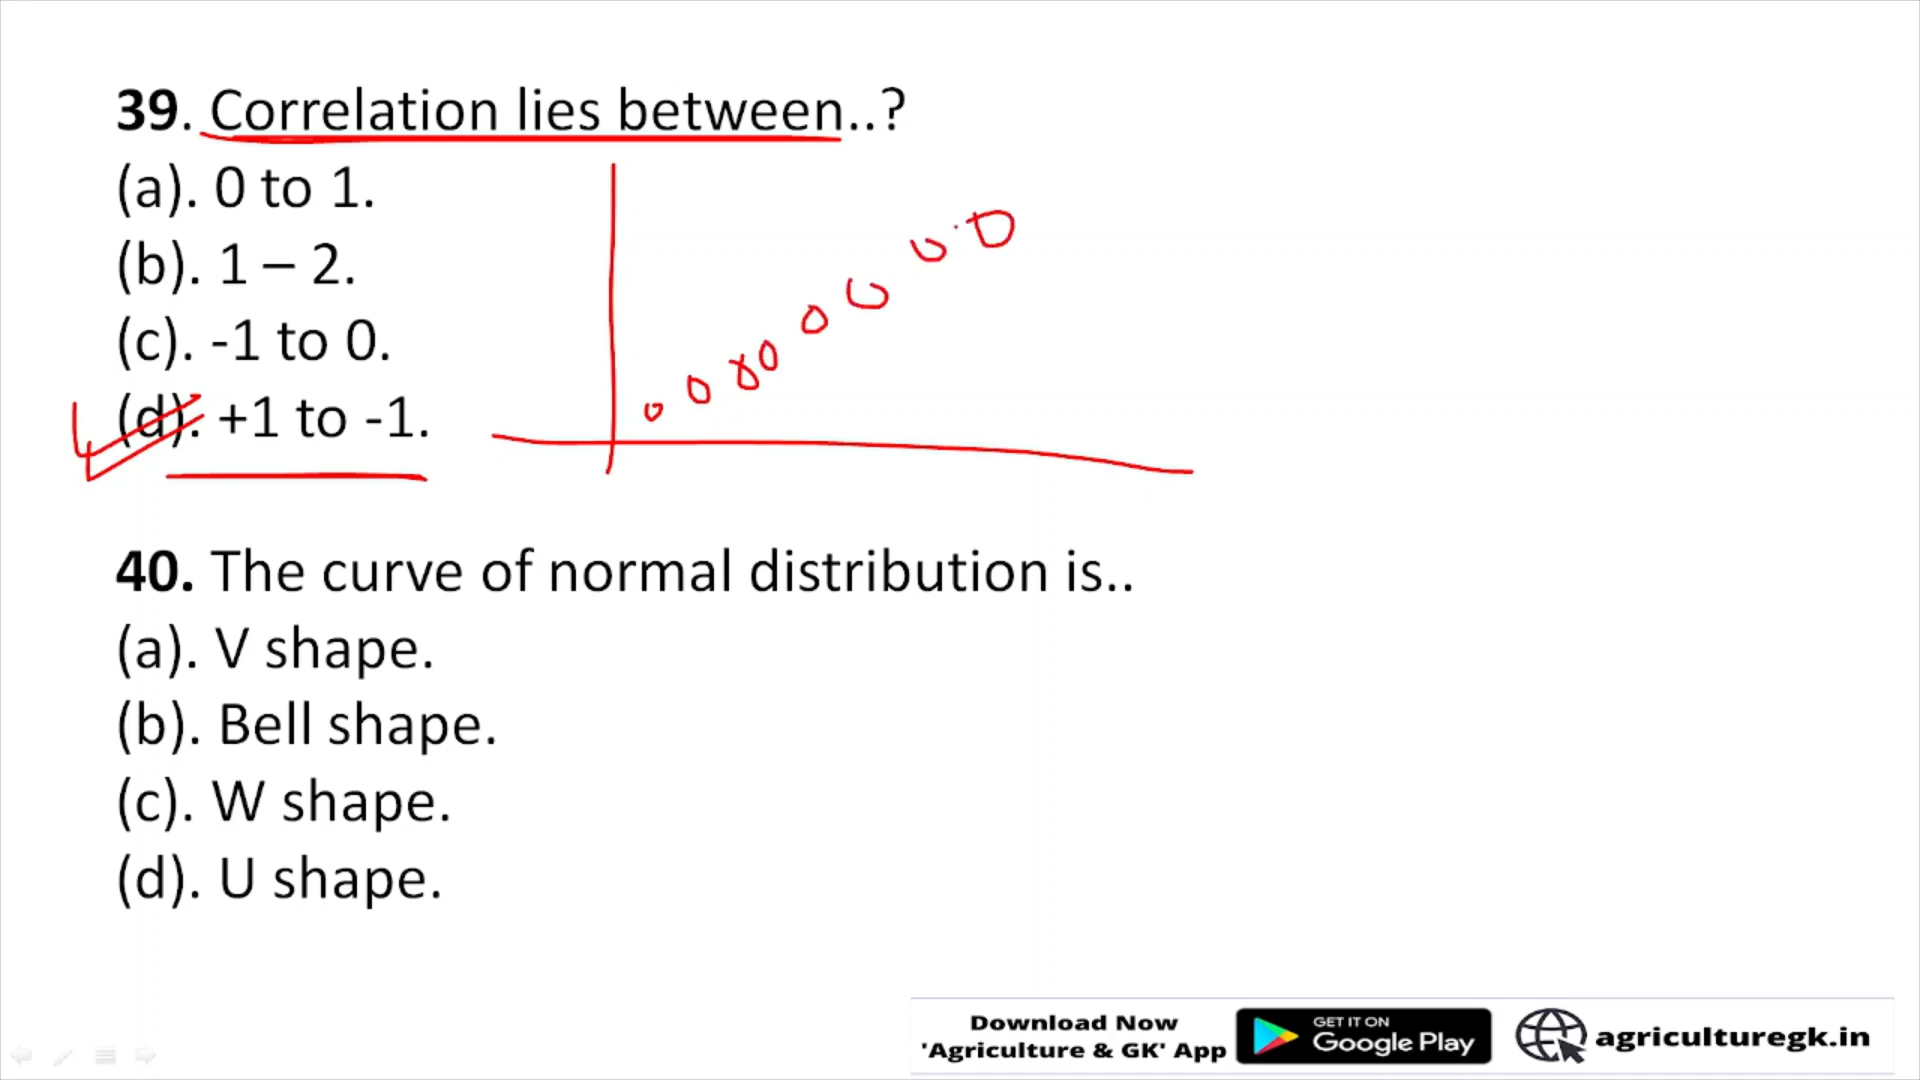 39. Correlation lies between..?
(a). 0 to 1.
(b). 1 – 2.
(c). -1 to 0.
(d). +1 to -1.
40. The curve of normal distribution is..
(a). V shape.
(b). Bell shape.
(c). W shape.
(d). U shape.
Download Now
'Agriculture & GK' App
GET IT ON
Google Play
agriculturegk.in